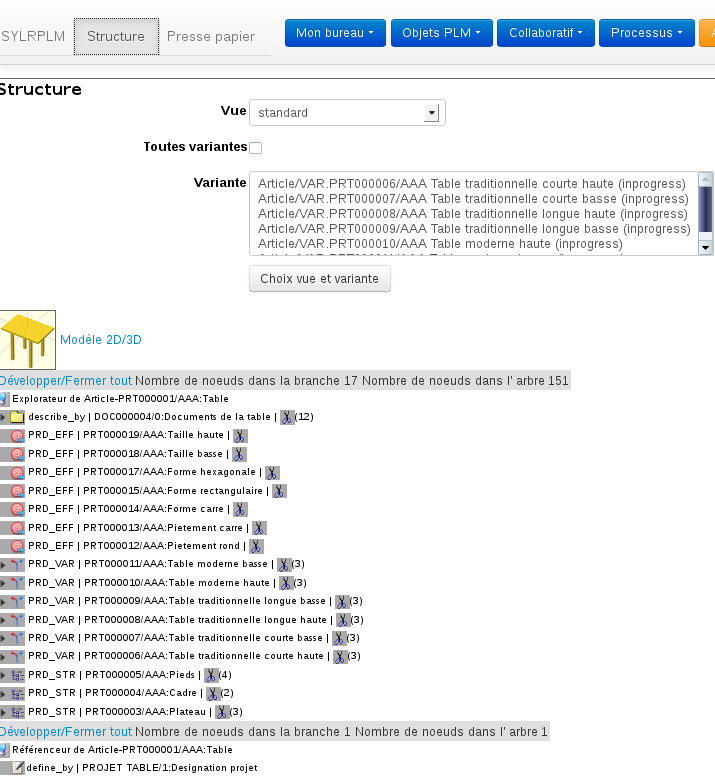 SYLRPLM Structure Presse papier Mon bureau Objets PLM Collaboratif Processus
Structure
Vue standard
Toutes variantes
Variante
Article/VAR.PRT000006/AAA Table traditionnelle courte haute (inprogress)
Article/VAR.PRT000007/AAA Table traditionnelle courte basse (inprogress)
Article/VAR.PRT000008/AAA Table traditionnelle longue haute (inprogress)
Article/VAR.PRT000009/AAA Table traditionnelle longue basse (inprogress)
Article/VAR.PRT000010/AAA Table moderne haute (inprogress)
Choix vue et variante
Modèle 2D/3D
Développer/Fermer tout Nombre de noeuds dans la branche 17 Nombre de noeuds dans l' arbre 151
Explorateur de Article-PRT000001/AAA:Table
describe_by | DOC000004/0:Documents de la table | (12)
PRD_EFF | PRT000019/AAA:Taille haute |
PRD_EFF | PRT000018/AAA:Taille basse |
PRD_EFF | PRT000017/AAA:Forme hexagonale |
PRD_EFF | PRT000015/AAA:Forme rectangulaire |
PRD_EFF | PRT000014/AAA:Forme carre |
PRD_EFF | PRT000013/AAA:Pietement carre |
PRD_EFF | PRT000012/AAA:Pietement rond |
PRD_VAR | PRT000011/AAA:Table moderne basse | (3)
PRD_VAR | PRT000010/AAA:Table moderne haute | (3)
PRD_VAR | PRT000009/AAA:Table traditionnelle longue basse | (3)
PRD_VAR | PRT000008/AAA:Table traditionnelle longue haute | (3)
PRD_VAR | PRT000007/AAA:Table traditionnelle courte basse | (3)
PRD_VAR | PRT000006/AAA:Table traditionnelle courte haute | (3)
PRD_STR | PRT000005/AAA:Pieds | (4)
PRD_STR | PRT000004/AAA:Cadre | (2)
PRD_STR | PRT000003/AAA:Plateau | (3)
Développer/Fermer tout Nombre de noeuds dans la branche 1 Nombre de noeuds dans l' arbre 1
Référenceur de Article-PRT000001/AAA:Table
define_by | PROJET TABLE/1:Designation projet